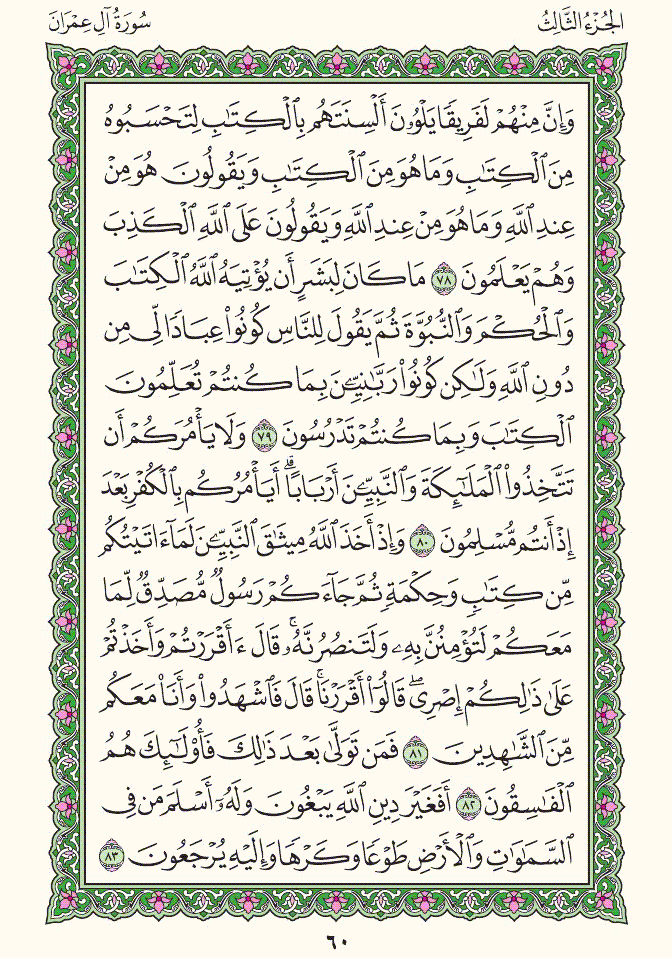 الجُزْءُ الثَّالِثُ
سُورَةُ آلِ عِمْرَانَ
وَإِنَّ مِنْهُمْ لَفَرِيقًا يَلْوُۥنَ أَلْسِنَتَهُم بِٱلْكِتَٰبِ لِتَحْسَبُوهُ
مِنَ ٱلْكِتَٰبِ وَمَا هُوَ مِنَ ٱلْكِتَٰبِ وَيَقُولُونَ هُوَ مِنْ
عِندِ ٱللَّهِ وَمَا هُوَ مِنْ عِندِ ٱللَّهِ وَيَقُولُونَ عَلَى ٱللَّهِ ٱلْكَذِبَ
وَهُمْ يَعْلَمُونَ ٧٨ مَا كَانَ لِبَشَرٍ أَن يُؤْتِيَهُ ٱللَّهُ ٱلْكِتَٰبَ
وَٱلْحُكْمَ وَٱلنُّبُوَّةَ ثُمَّ يَقُولَ لِلنَّاسِ كُونُوا۟ عِبَادًا لِّى مِن
دُونِ ٱللَّهِ وَلَٰكِن كُونُوا۟ رَبَّٰنِيِّۦنَ بِمَا كُنتُمْ تُعَلِّمُونَ
ٱلْكِتَٰبَ وَبِمَا كُنتُمْ تَدْرُسُونَ ٧٩ وَلَا يَأْمُرَكُمْ أَن
تَتَّخِذُوا۟ ٱلْمَلَٰٓئِكَةَ وَٱلنَّبِيِّۦنَ أَرْبَابًا ۗ أَيَأْمُرُكُم بِٱلْكُفْرِ بَعْدَ
إِذْ أَنتُم مُّسْلِمُونَ ٨٠ وَإِذْ أَخَذَ ٱللَّهُ مِيثَٰقَ ٱلنَّبِيِّۦنَ لَمَآ ءَاتَيْتُكُم
مِّن كِتَٰبٍ وَحِكْمَةٍ ثُمَّ جَآءَكُمْ رَسُولٌ مُّصَدِّقٌ لِّمَا
مَعَكُمْ لَتُؤْمِنُنَّ بِهِۦ وَلَتَنصُرُنَّهُۥ ۚ قَالَ ءَأَقْرَرْتُمْ وَأَخَذْتُمْ
عَلَىٰ ذَٰلِكُمْ إِصْرِى ۖ قَالُوٓا۟ أَقْرَرْنَا ۚ قَالَ فَٱشْهَدُوا۟ وَأَنَا۠ مَعَكُم
مِّنَ ٱلشَّٰهِدِينَ ٨١ فَمَن تَوَلَّىٰ بَعْدَ ذَٰلِكَ فَأُو۟لَٰٓئِكَ هُمُ
ٱلْفَٰسِقُونَ ٨٢ أَفَغَيْرَ دِينِ ٱللَّهِ يَبْغُونَ وَلَهُۥٓ أَسْلَمَ مَن فِى
ٱلسَّمَٰوَٰتِ وَٱلْأَرْضِ طَوْعًا وَكَرْهًا وَإِلَيْهِ يُرْجَعُونَ ٨٣
٦٠